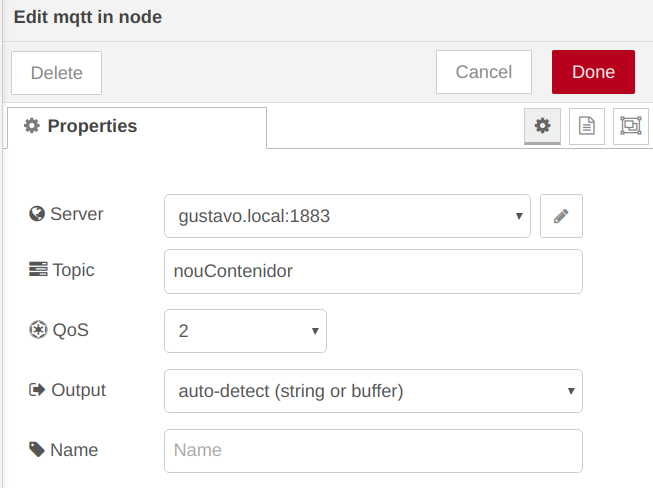 Edit mqtt in node
Delete Cancel Done
Properties
Server gustavo.local:1883
Topic nouContenidor
QoS 2
Output auto-detect (string or buffer)
Name Name